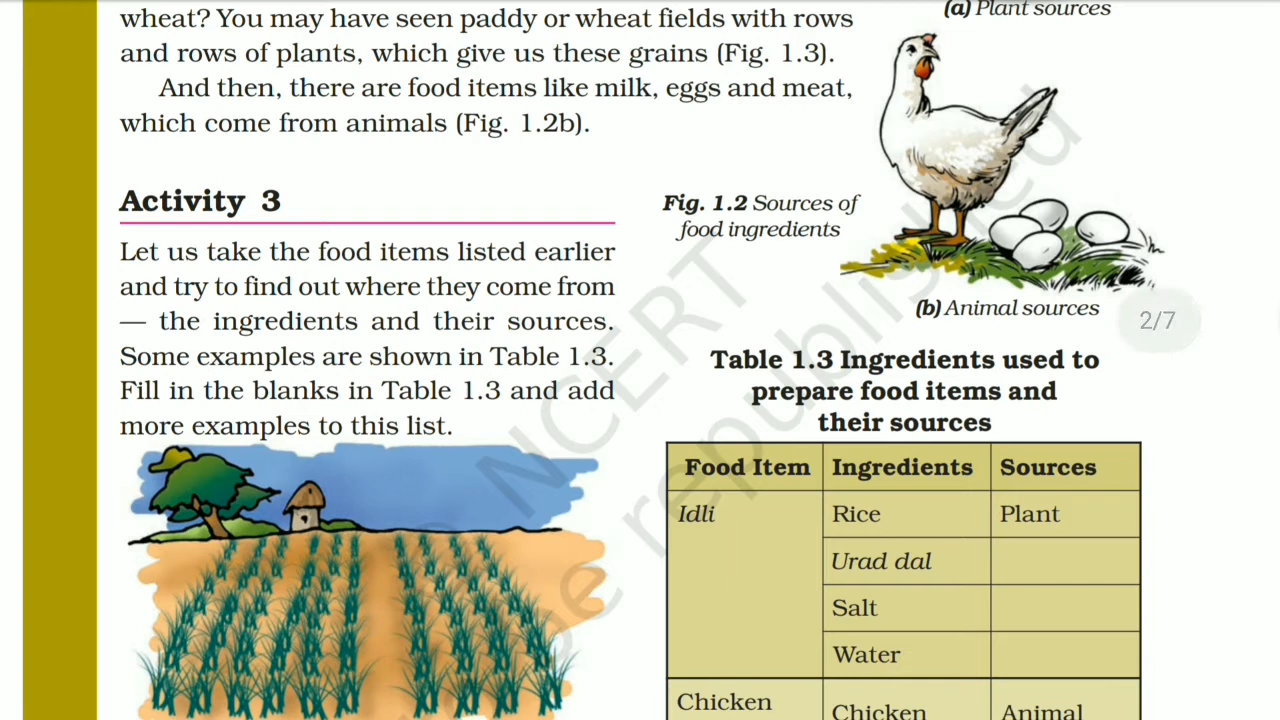 wheat? You may have seen paddy or wheat fields with rows
and rows of plants, which give us these grains (Fig. 1.3).
And then, there are food items like milk, eggs and meat,
which come from animals (Fig. 1.2b).
Activity 3
Let us take the food items listed earlier
and try to find out where they come from
— the ingredients and their sources.
Some examples are shown in Table 1.3.
Fill in the blanks in Table 1.3 and add
more examples to this list.
(a) Plant sources
Fig. 1.2 Sources of
food ingredients
(b) Animal sources
2/7
Table 1.3 Ingredients used to
prepare food items and
their sources
Food Item Ingredients Sources
Idli Rice Plant
Urad dal
Salt
Water
Chicken Chicken Animal
NCERT
republished